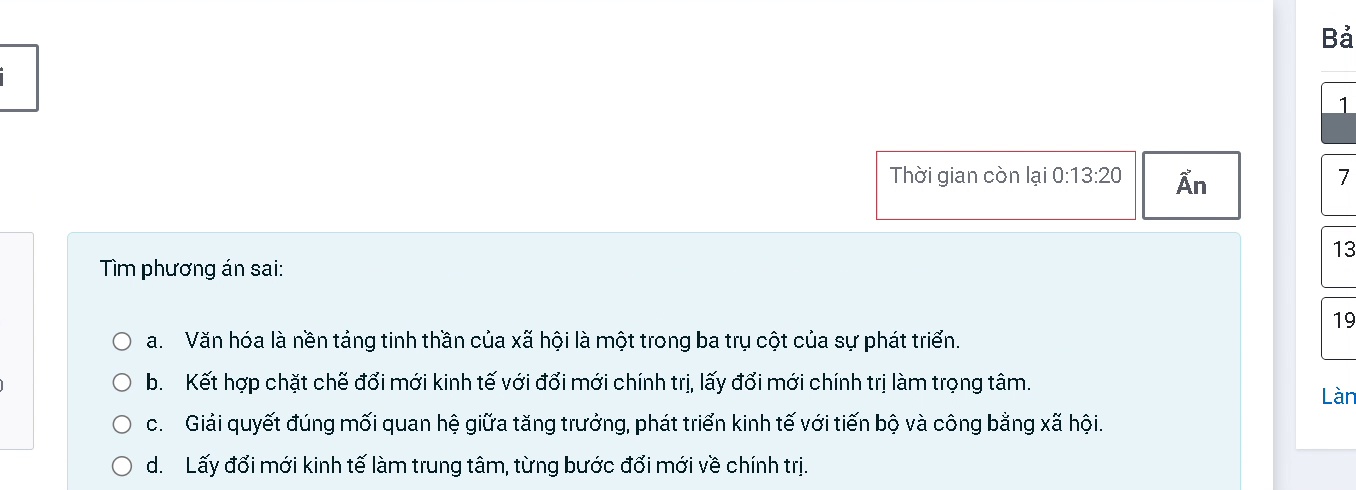 Bả
1
Thời gian còn lại 0:13:20
Ẩn
7
Tìm phương án sai:
13
a. Văn hóa là nền tảng tinh thần của xã hội là một trong ba trụ cột của sự phát triển.
19
b. Kết hợp chặt chẽ đổi mới kinh tế với đổi mới chính trị, lấy đổi mới chính trị làm trọng tâm.
Làm
c. Giải quyết đúng mối quan hệ giữa tăng trưởng, phát triển kinh tế với tiến bộ và công bằng xã hội.
d. Lấy đổi mới kinh tế làm trung tâm, từng bước đổi mới về chính trị.